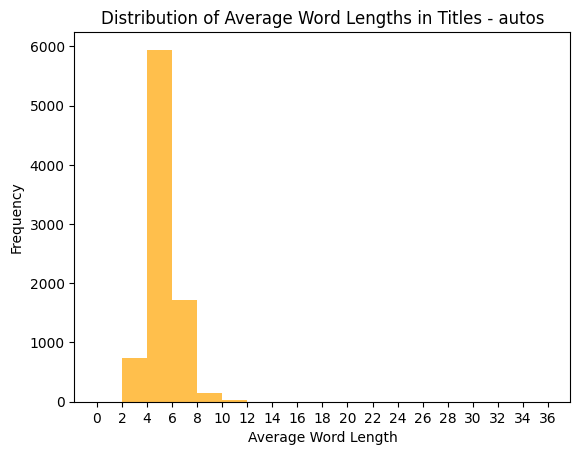 Distribution of Average Word Lengths in Titles - autos
6000
5000
4000
3000
2000
1000
0
Frequency
0 2 4 6 8 10 12 14 16 18 20 22 24 26 28 30 32 34 36
Average Word Length